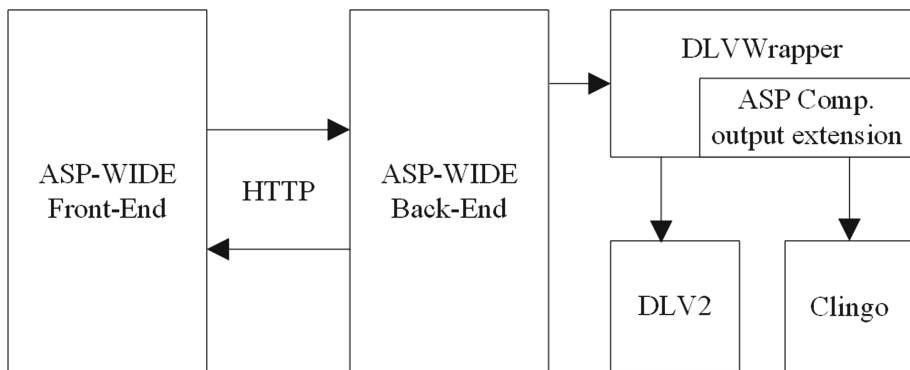 ASP-WIDE
Front-End
HTTP
ASP-WIDE
Back-End
DLVWrapper
ASP Comp.
output extension
DLV2
Clingo